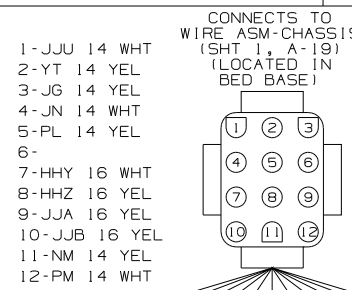 CONNECTS TO
WIRE ASM-CHASSIS
(SHT 1, A-19)
(LOCATED IN
BED BASE)
1-JJU 14 WHT
2-YT 14 YEL
3-JG 14 YEL
4-JN 14 WHT
5-PL 14 YEL
6-
7-HHY 16 WHT
8-HHZ 16 YEL
9-JJA 16 YEL
10-JJB 16 YEL
11-NM 14 YEL
12-PM 14 WHT
1 2 3
4 5 6
7 8 9
10 11 12